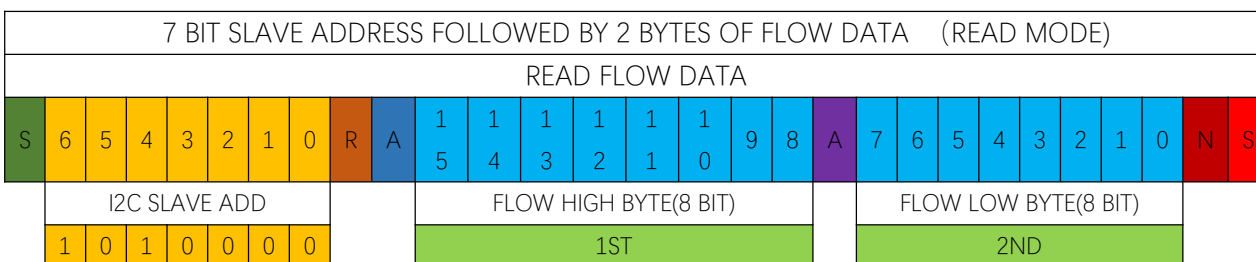 7 BIT SLAVE ADDRESS FOLLOWED BY 2 BYTES OF FLOW DATA （READ MODE）
READ FLOW DATA
S 6 5 4 3 2 1 0 R A 15 14 13 12 11 10 9 8 A 7 6 5 4 3 2 1 0 N S
I2C SLAVE ADD FLOW HIGH BYTE(8 BIT) FLOW LOW BYTE(8 BIT)
1 0 1 0 0 0 0 1ST 2ND